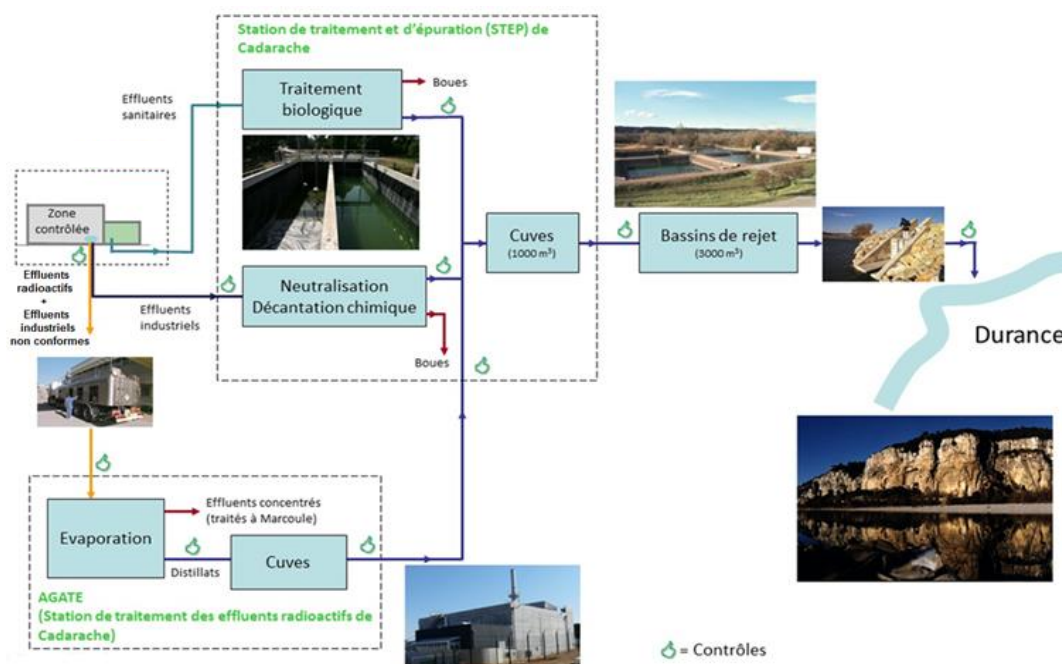 Station de traitement et d'épuration (STEP) de
Cadarache
Traitement
biologique
Boues
Effluents
sanitaires
Zone
contrôlée
Effluents
radioactifs
+
Effluents
industriels
non conformes
Effluents
industriels
Neutralisation
Décantation chimique
Boues
Cuves
(1000 m³)
Bassins de rejet
(3000 m³)
Durance
Evaporation
Effluents concentrés
(traités à Marcoule)
Distillats
Cuves
AGATE
(Station de traitement des effluents radioactifs de
Cadarache)
= Contrôles